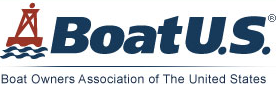 BoatU.S.®
Boat Owners Association of The United States